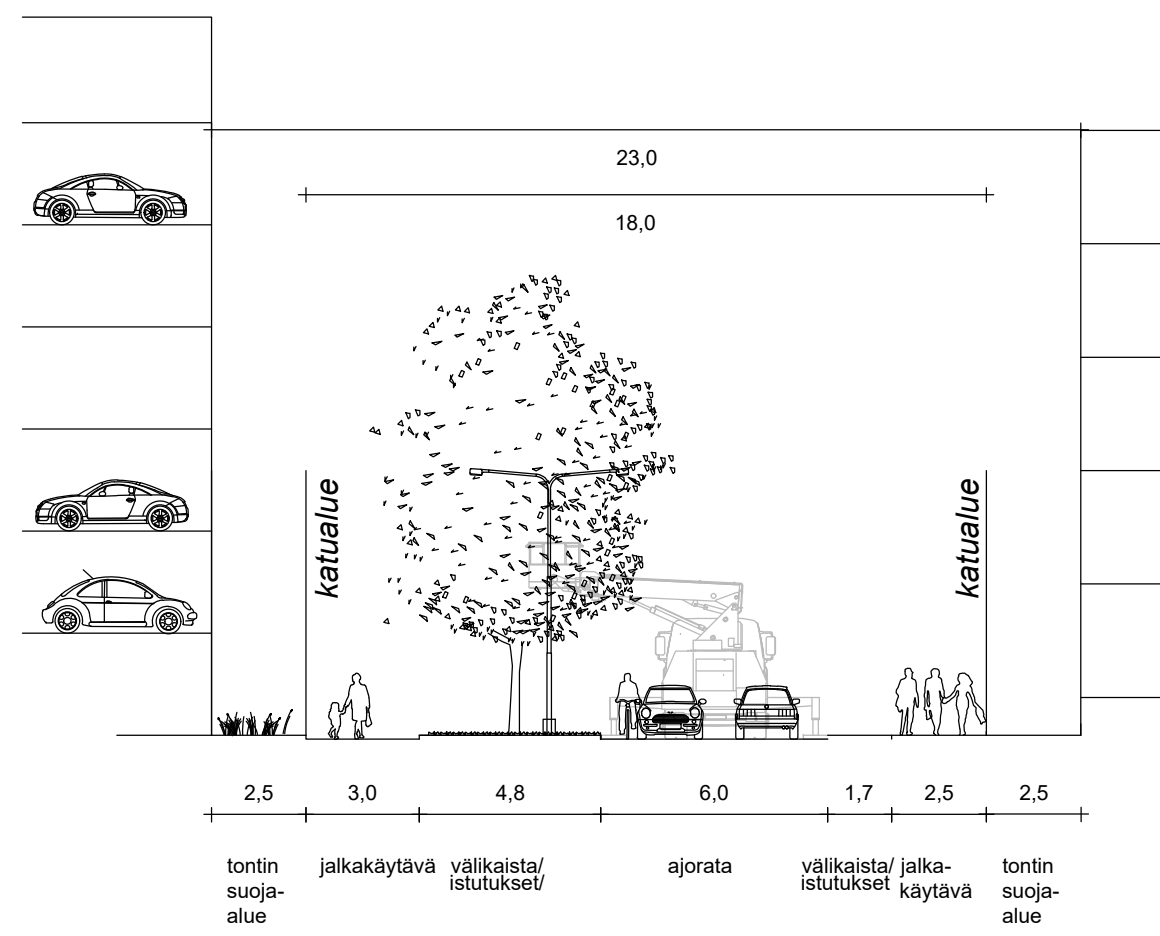 23,0
18,0
katualue
katualue
2,5
3,0
4,8
6,0
1,7
2,5
2,5
tontin
suoja-
alue
jalkakäytävä
välikaista/
istutukset/
ajorata
välikaista/
istutukset
jalka-
käytävä
tontin
suoja-
alue